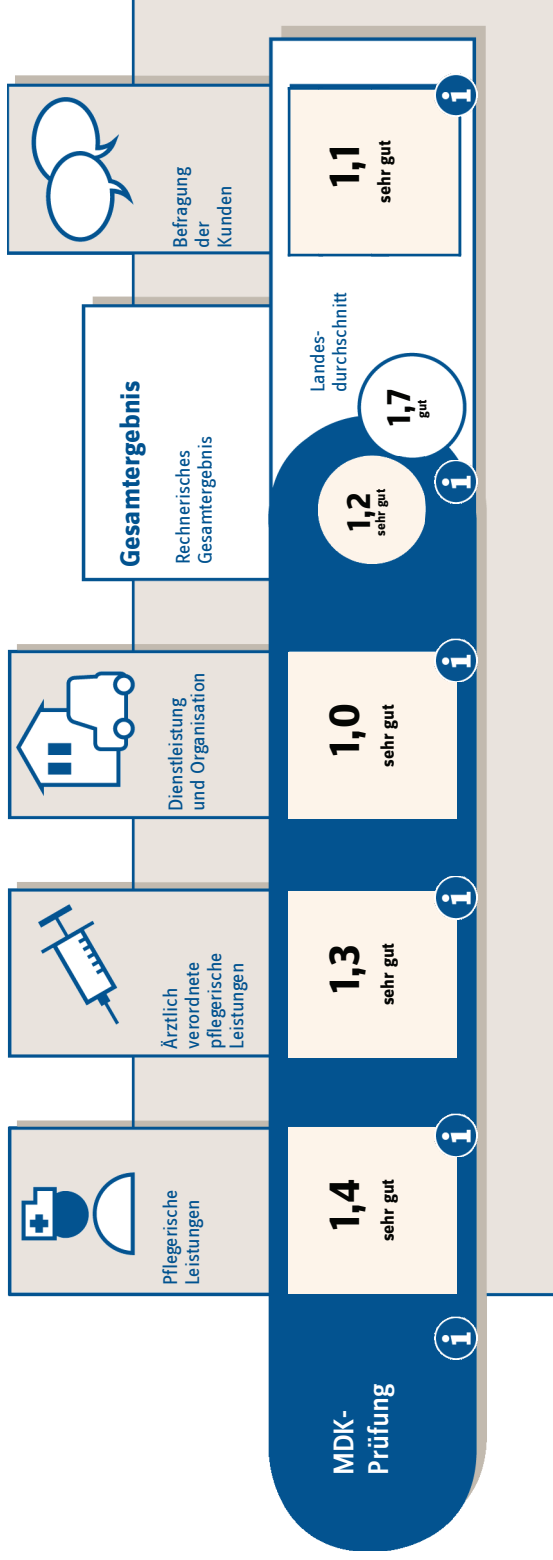 Pflegerische
Leistungen
Ärztlich
verordnete
pflegerische
Leistungen
Dienstleistung
und Organisation
Gesamtergebnis
Rechnerisches
Gesamtergebnis
Befragung
der
Kunden
MDK-
Prüfung
i
1,4
sehr gut
i
1,3
sehr gut
i
1,0
sehr gut
i
1,2
sehr gut
i
Landes-
durchschnitt
1,7
gut
1,1
sehr gut
i